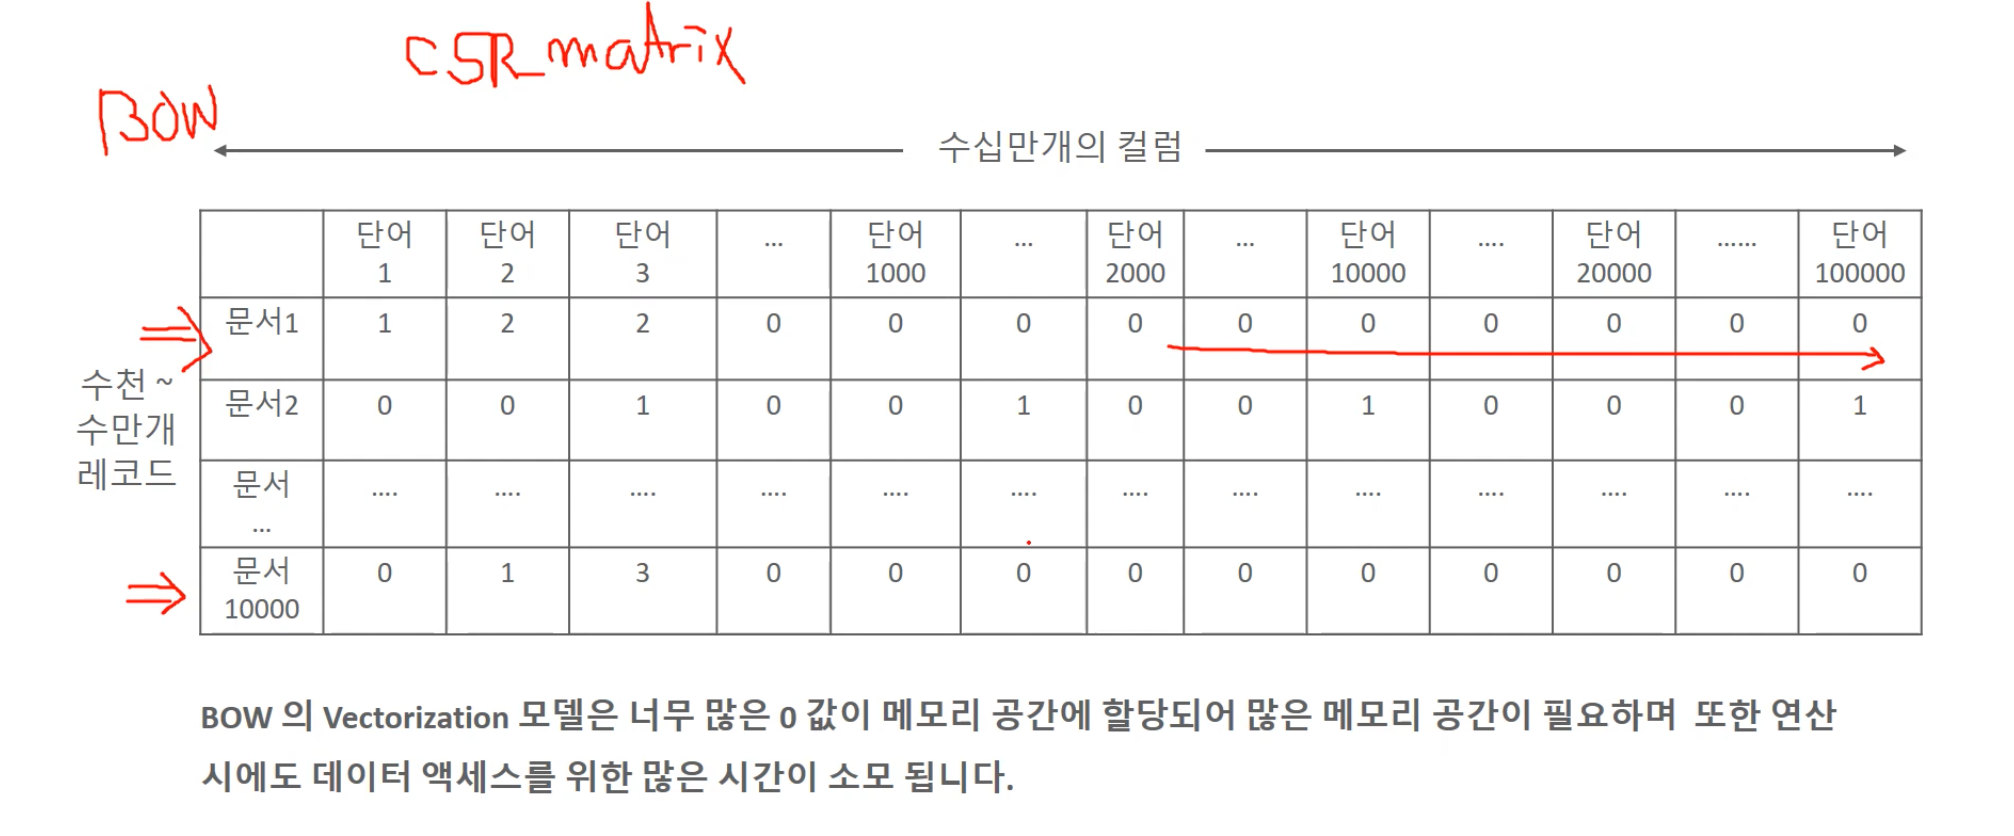 CSR_matrix
BOW
수십만개의 컬럼
단어 1 단어 2 단어 3 ... 단어 1000 ... 단어 2000 ... 단어 10000 .... 단어 20000 ...... 단어 100000
문서1 1 2 2 0 0 0 0 0 0 0 0 0 0
수천 ~
수만개
레코드
문서2 0 0 1 0 0 1 0 0 1 0 0 0 1
문서 ... .... .... .... .... .... .... .... .... .... .... .... .... ....
문서 10000 0 1 3 0 0 0 0 0 0 0 0 0 0
BOW 의 Vectorization 모델은 너무 많은 0 값이 메모리 공간에 할당되어 많은 메모리 공간이 필요하며 또한 연산
시에도 데이터 액세스를 위한 많은 시간이 소모 됩니다.